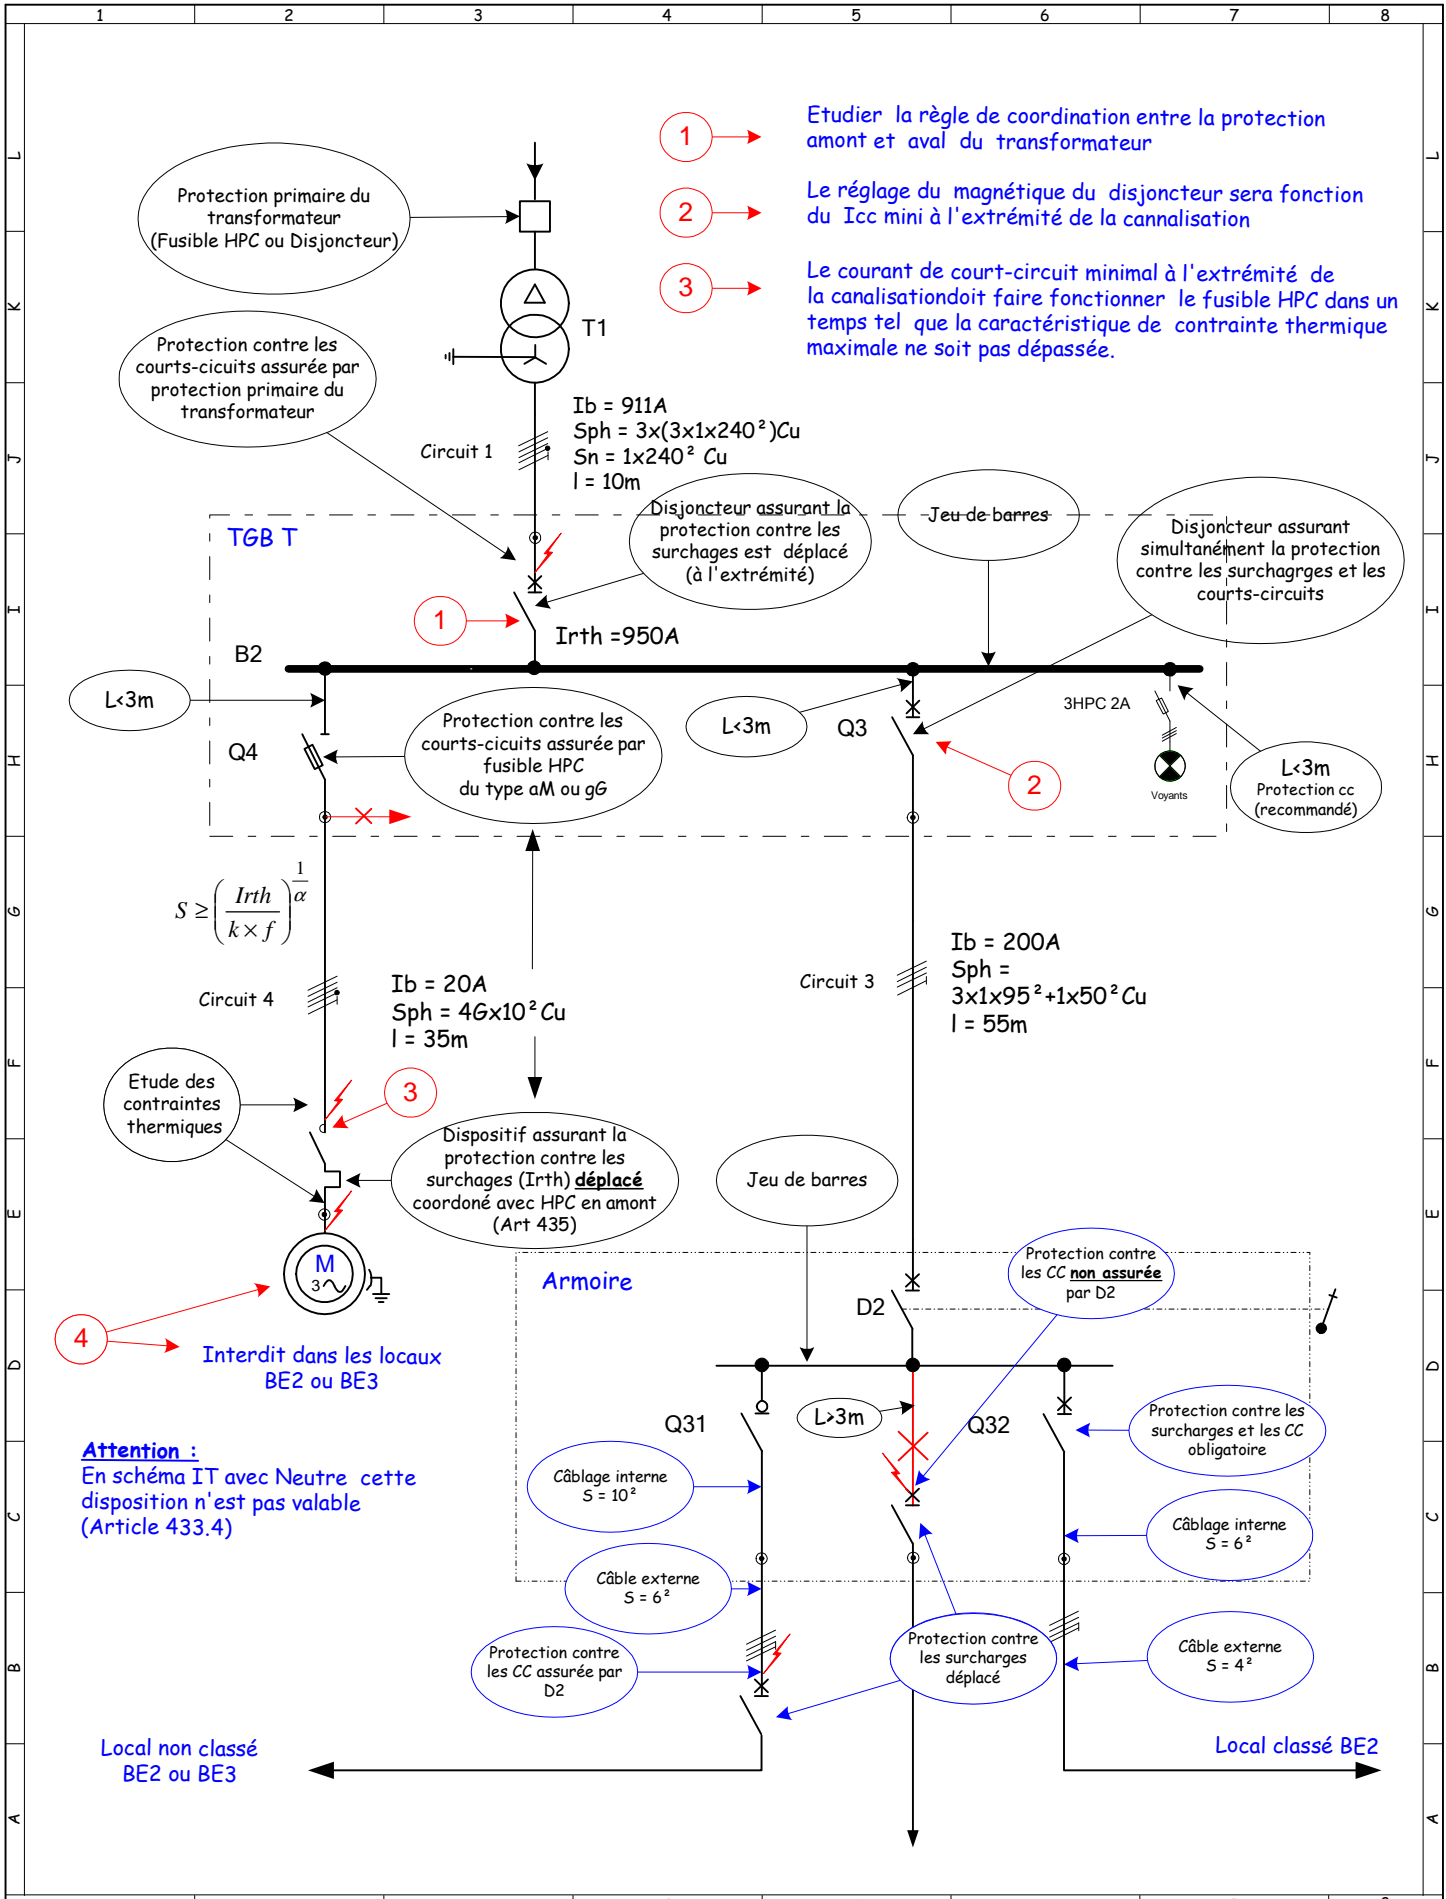 1 2 3 4 5 6 7 8
L
K
J
I
H
G
F
E
D
C
B
A
L
K
J
I
H
G
F
E
D
C
B
A
1
Etudier la règle de coordination entre la protection
amont et aval du transformateur
2
Le réglage du magnétique du disjoncteur sera fonction
du Icc mini à l'extrémité de la cannalisation
3
Le courant de court-circuit minimal à l'extrémité de
la canalisationdoit faire fonctionner le fusible HPC dans un
temps tel que la caractéristique de contrainte thermique
maximale ne soit pas dépassée.
Protection primaire du
transformateur
(Fusible HPC ou Disjoncteur)
T1
Protection contre les
courts-cicuits assurée par
protection primaire du
transformateur
Circuit 1
Ib = 911A
Sph = 3x(3x1x240²)Cu
Sn = 1x240² Cu
l = 10m
TGB T
Disjoncteur assurant la
protection contre les
surchages est déplacé
(à l'extrémité)
Jeu de barres
Disjoncteur assurant
simultanément la protection
contre les surchagrges et les
courts-circuits
1
Irth =950A
B2
L<3m
Q4
Protection contre les
courts-cicuits assurée par
fusible HPC
du type aM ou gG
L<3m
Q3
2
3HPC 2A
Voyants
L<3m
Protection cc
(recommandé)
S ≥ (Irth / k × f)^(1/α)
Circuit 4
Ib = 20A
Sph = 4Gx10²Cu
l = 35m
Circuit 3
Ib = 200A
Sph =
3x1x95²+1x50²Cu
l = 55m
Etude des
contraintes
thermiques
3
Dispositif assurant la
protection contre les
surchages (Irth) déplacé
coordoné avec HPC en amont
(Art 435)
Jeu de barres
M
3
4
Interdit dans les locaux
BE2 ou BE3
Armoire
Protection contre
les CC non assurée
par D2
D2
Q31
L>3m
Q32
Protection contre les
surcharges et les CC
obligatoire
Attention :
En schéma IT avec Neutre cette
disposition n'est pas valable
(Article 433.4)
Câblage interne
S = 10²
Câblage interne
S = 6²
Câble externe
S = 6²
Protection contre
les CC assurée par
D2
Protection contre
les surcharges
déplacé
Câble externe
S = 4²
Local non classé
BE2 ou BE3
Local classé BE2